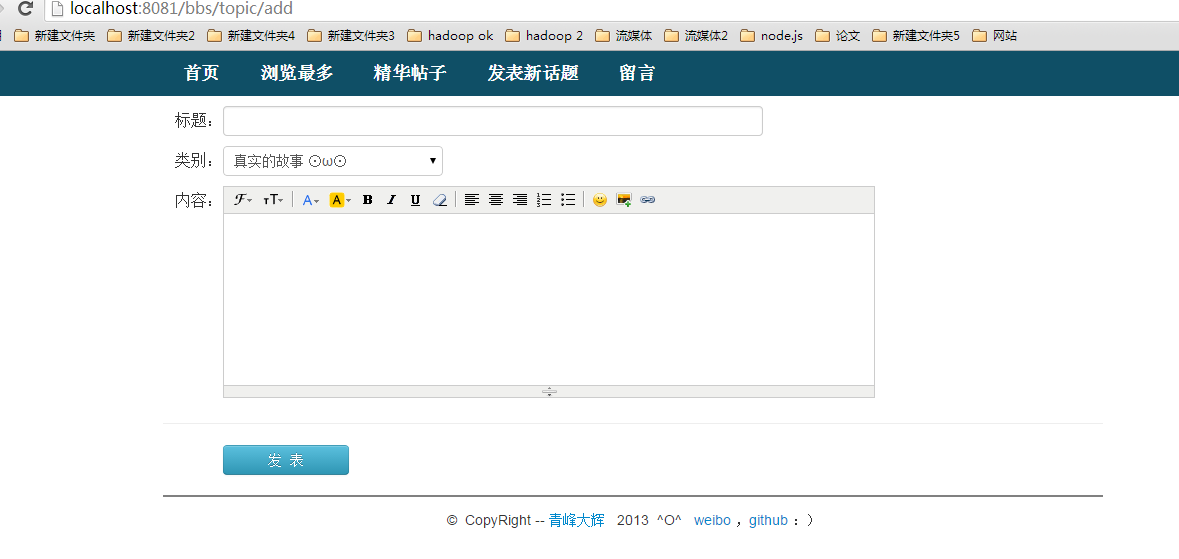 localhost:8081/bbs/topic/add
新建文件夹 新建文件夹2 新建文件夹4 新建文件夹3 hadoop ok hadoop 2 流媒体 流媒体2 node.js 论文 新建文件夹5 网站
首页 浏览最多 精华帖子 发表新话题 留言
标题：
类别： 真实的故事 ⊙ω⊙
内容： ℱ TT A A B I U
发 表
© CopyRight -- 青峰大辉 2013 ^O^ weibo ，github ：）